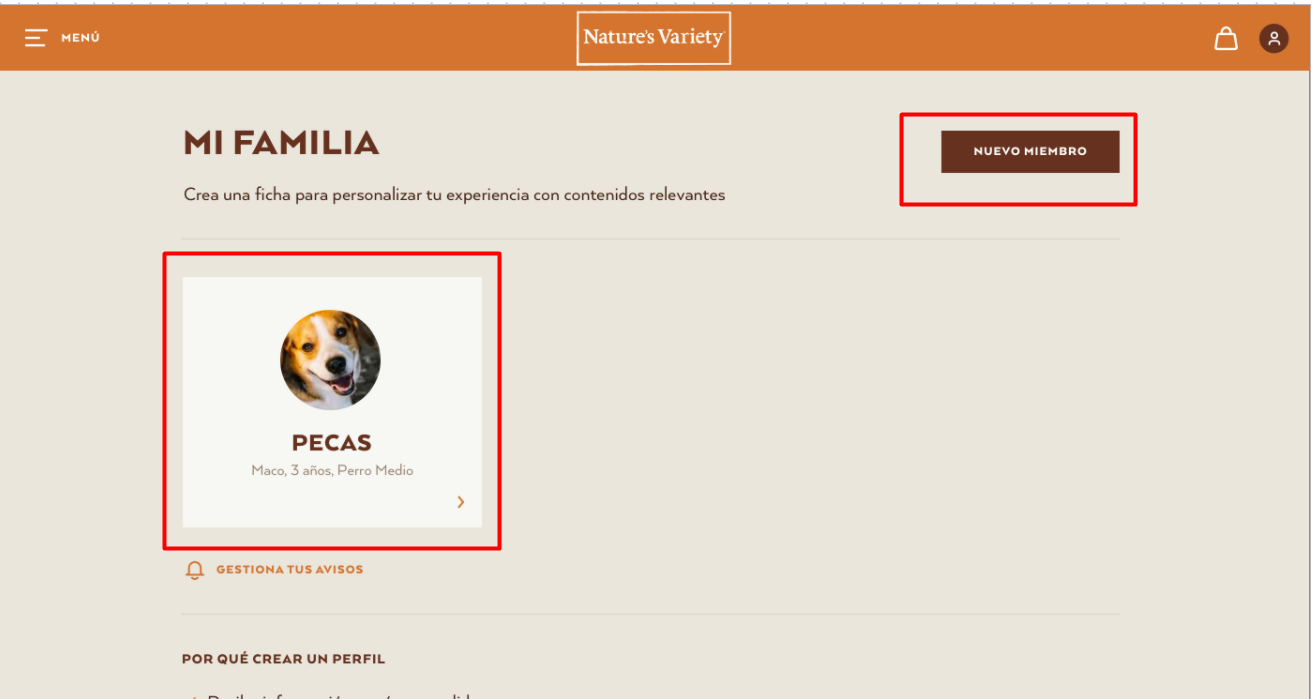 MENÚ
Nature's Variety
MI FAMILIA
NUEVO MIEMBRO
Crea una ficha para personalizar tu experiencia con contenidos relevantes
PECAS
Maco, 3 años, Perro Medio
GESTIONA TUS AVISOS
POR QUÉ CREAR UN PERFIL